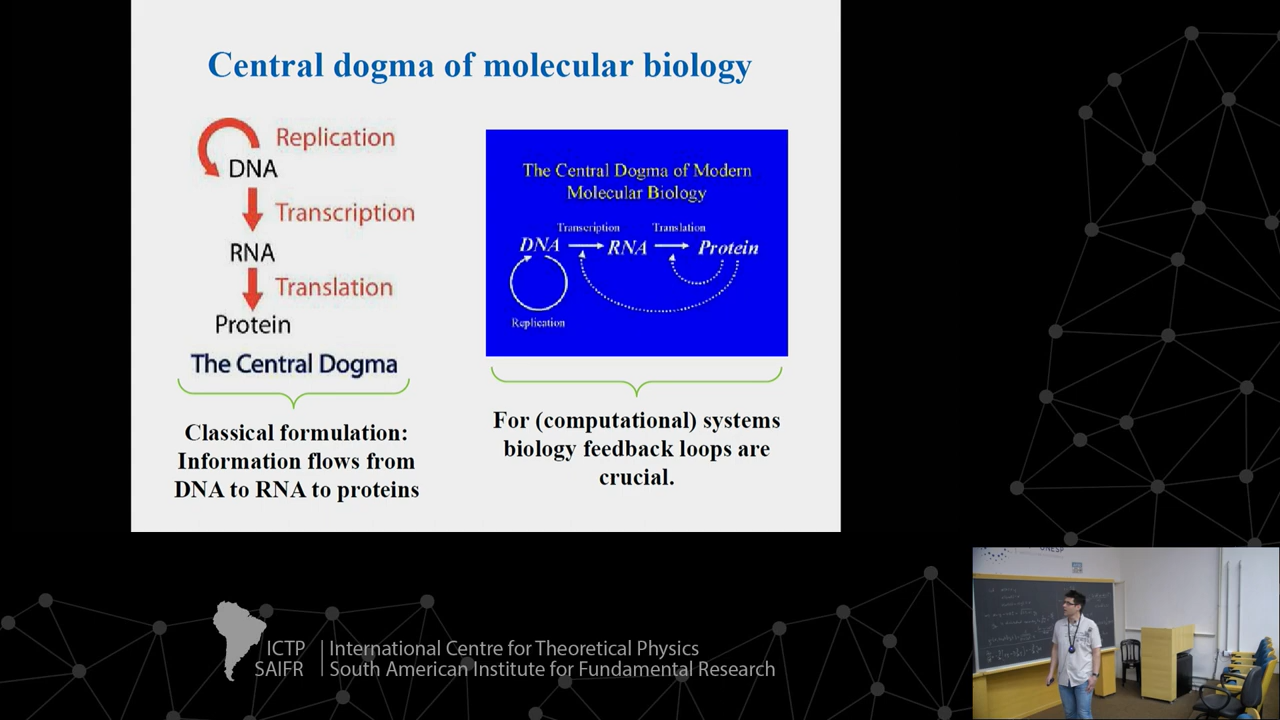 Central dogma of molecular biology
Replication
DNA
Transcription
RNA
Translation
Protein
The Central Dogma
Classical formulation:
Information flows from
DNA to RNA to proteins
The Central Dogma of Modern
Molecular Biology
Transcription Translation
DNA RNA Protein
Replication
For (computational) systems
biology feedback loops are
crucial.
ICTP | International Centre for Theoretical Physics
SAIFR | South American Institute for Fundamental Research
UNESP